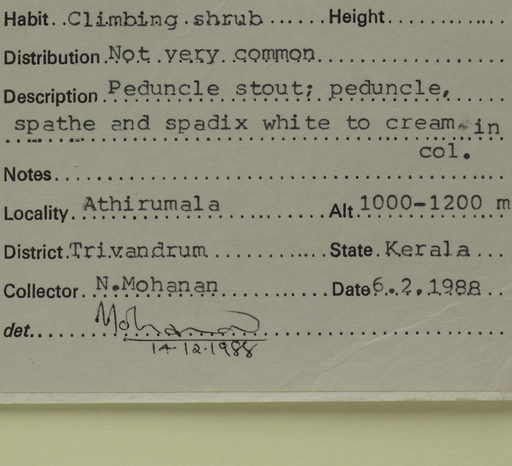 Habit..Climbing shrub......Height............
Distribution.Not very common
Description.Peduncle stout; peduncle,
spathe and spadix white to cream in
col.
Notes
Locality.Athirumala Alt.1000-1200 m
District.Trivandrum State.Kerala...
Collector. N.Mohanan Date 6.2.1988
det. Mohanan
14-12-1988